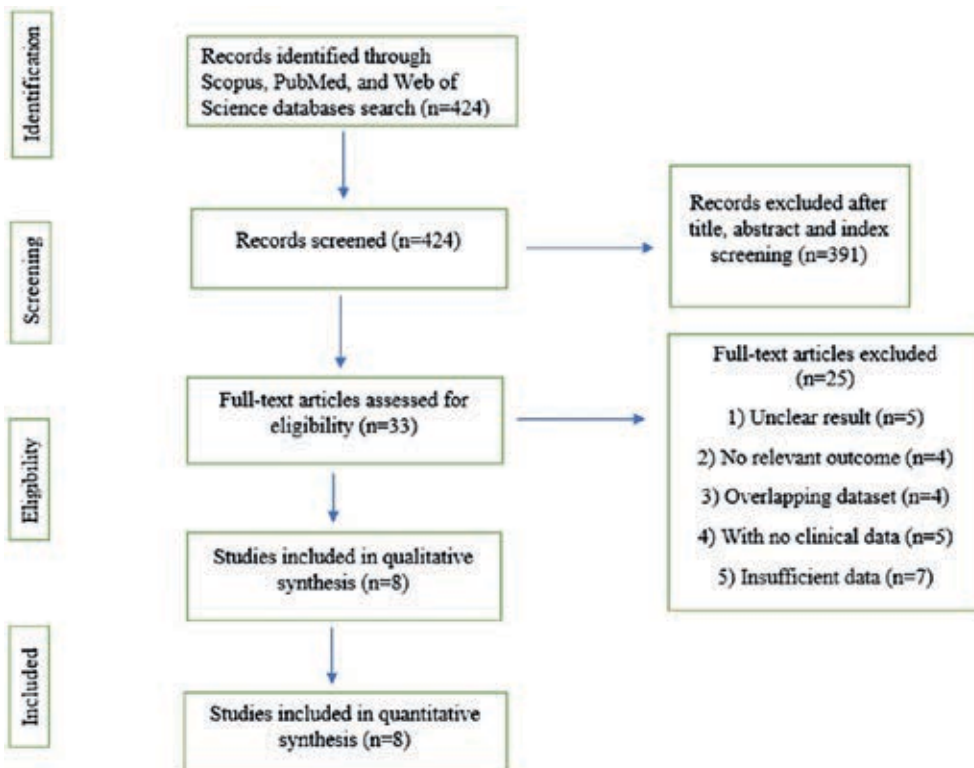 Identification
Records identified through
Scopus, PubMed, and Web of
Science databases search (n=424)
Screening
Records screened (n=424)
Records excluded after
title, abstract and index
screening (n=391)
Eligibility
Full-text articles assessed for
eligibility (n=33)
Full-text articles excluded
(n=25)
1) Unclear result (n=5)
2) No relevant outcome (n=4)
3) Overlapping dataset (n=4)
4) With no clinical data (n=5)
5) Insufficient data (n=7)
Studies included in qualitative
synthesis (n=8)
Included
Studies included in quantitative
synthesis (n=8)